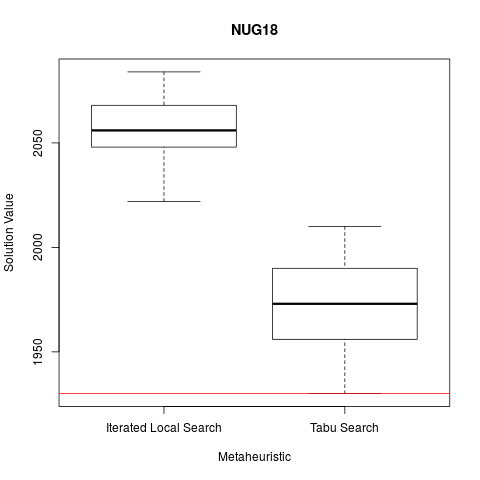 NUG18
Solution Value
2050
2000
1950
Iterated Local Search
Tabu Search
Metaheuristic